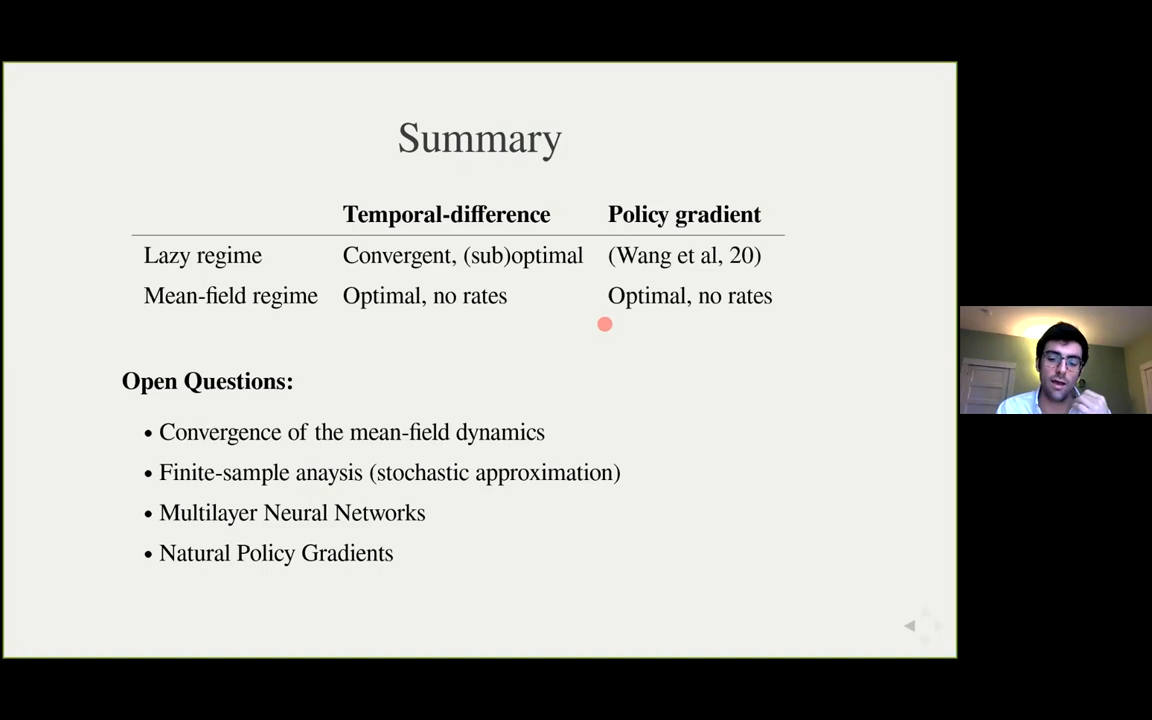 Summary
Temporal-difference Policy gradient
Lazy regime Convergent, (sub)optimal (Wang et al, 20)
Mean-field regime Optimal, no rates Optimal, no rates
Open Questions:
• Convergence of the mean-field dynamics
• Finite-sample anaysis (stochastic approximation)
• Multilayer Neural Networks
• Natural Policy Gradients